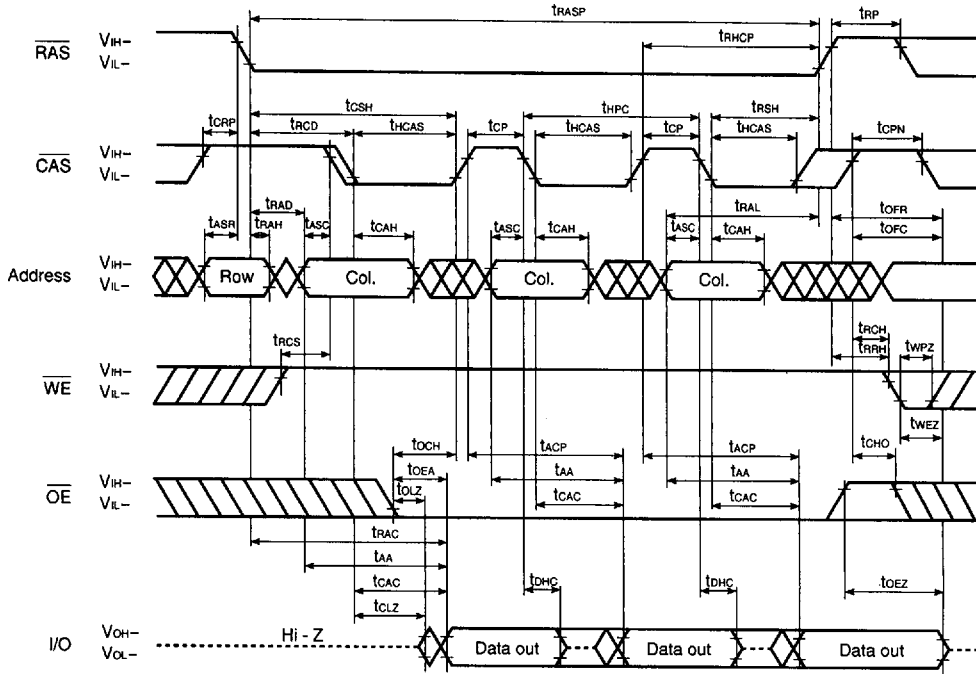 tRASP
tRP
tRHCP
RAS
VIH–
VIL–
tCSH
tHPC
tRSH
tCRP
tRCD
tHCAS
tCP
tHCAS
tCP
tHCAS
tCPN
CAS
VIH–
VIL–
tRAD
tRAL
tOFR
tASR
tRAH
tASC
tCAH
tASC
tCAH
tASC
tCAH
tOFC
Address
VIH–
VIL–
Row
Col.
Col.
Col.
tRCS
tRCH
tRRH
tWPZ
WE
VIH–
VIL–
tWEZ
tOCH
tACP
tACP
tCHO
tOEA
tAA
tAA
tOLZ
tCAC
tCAC
OE
VIH–
VIL–
tRAC
tAA
tCAC
tDHC
tDHC
tOEZ
tCLZ
I/O
VOH–
VOL–
Hi - Z
Data out
Data out
Data out